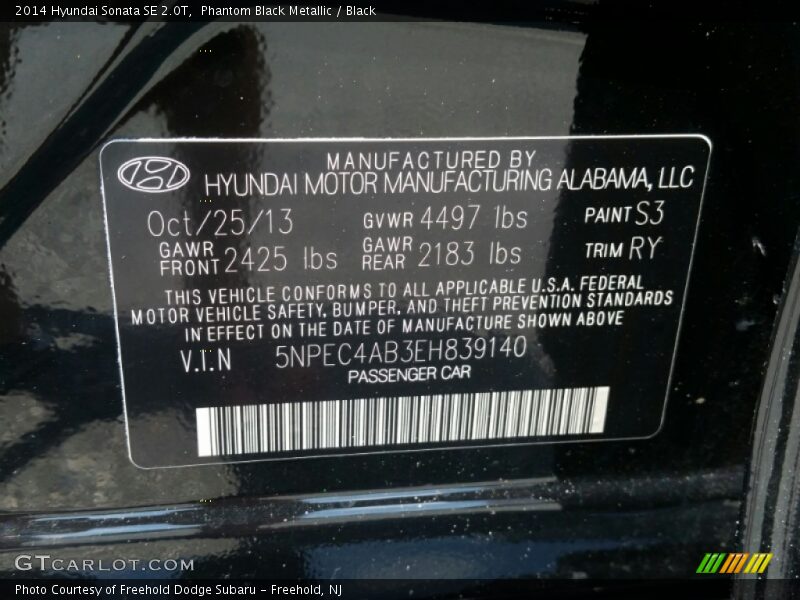 2014 Hyundai Sonata SE 2.0T, Phantom Black Metallic / Black
MANUFACTURED BY
HYUNDAI MOTOR MANUFACTURING ALABAMA, LLC
Oct/25/13 GVWR 4497 lbs PAINT S3
GAWR FRONT 2425 lbs GAWR REAR 2183 lbs TRIM RY
THIS VEHICLE CONFORMS TO ALL APPLICABLE U.S.A. FEDERAL
MOTOR VEHICLE SAFETY, BUMPER, AND THEFT PREVENTION STANDARDS
IN EFFECT ON THE DATE OF MANUFACTURE SHOWN ABOVE
V.I.N 5NPEC4AB3EH839140
PASSENGER CAR
GTCARLOT.COM
Photo Courtesy of Freehold Dodge Subaru - Freehold, NJ